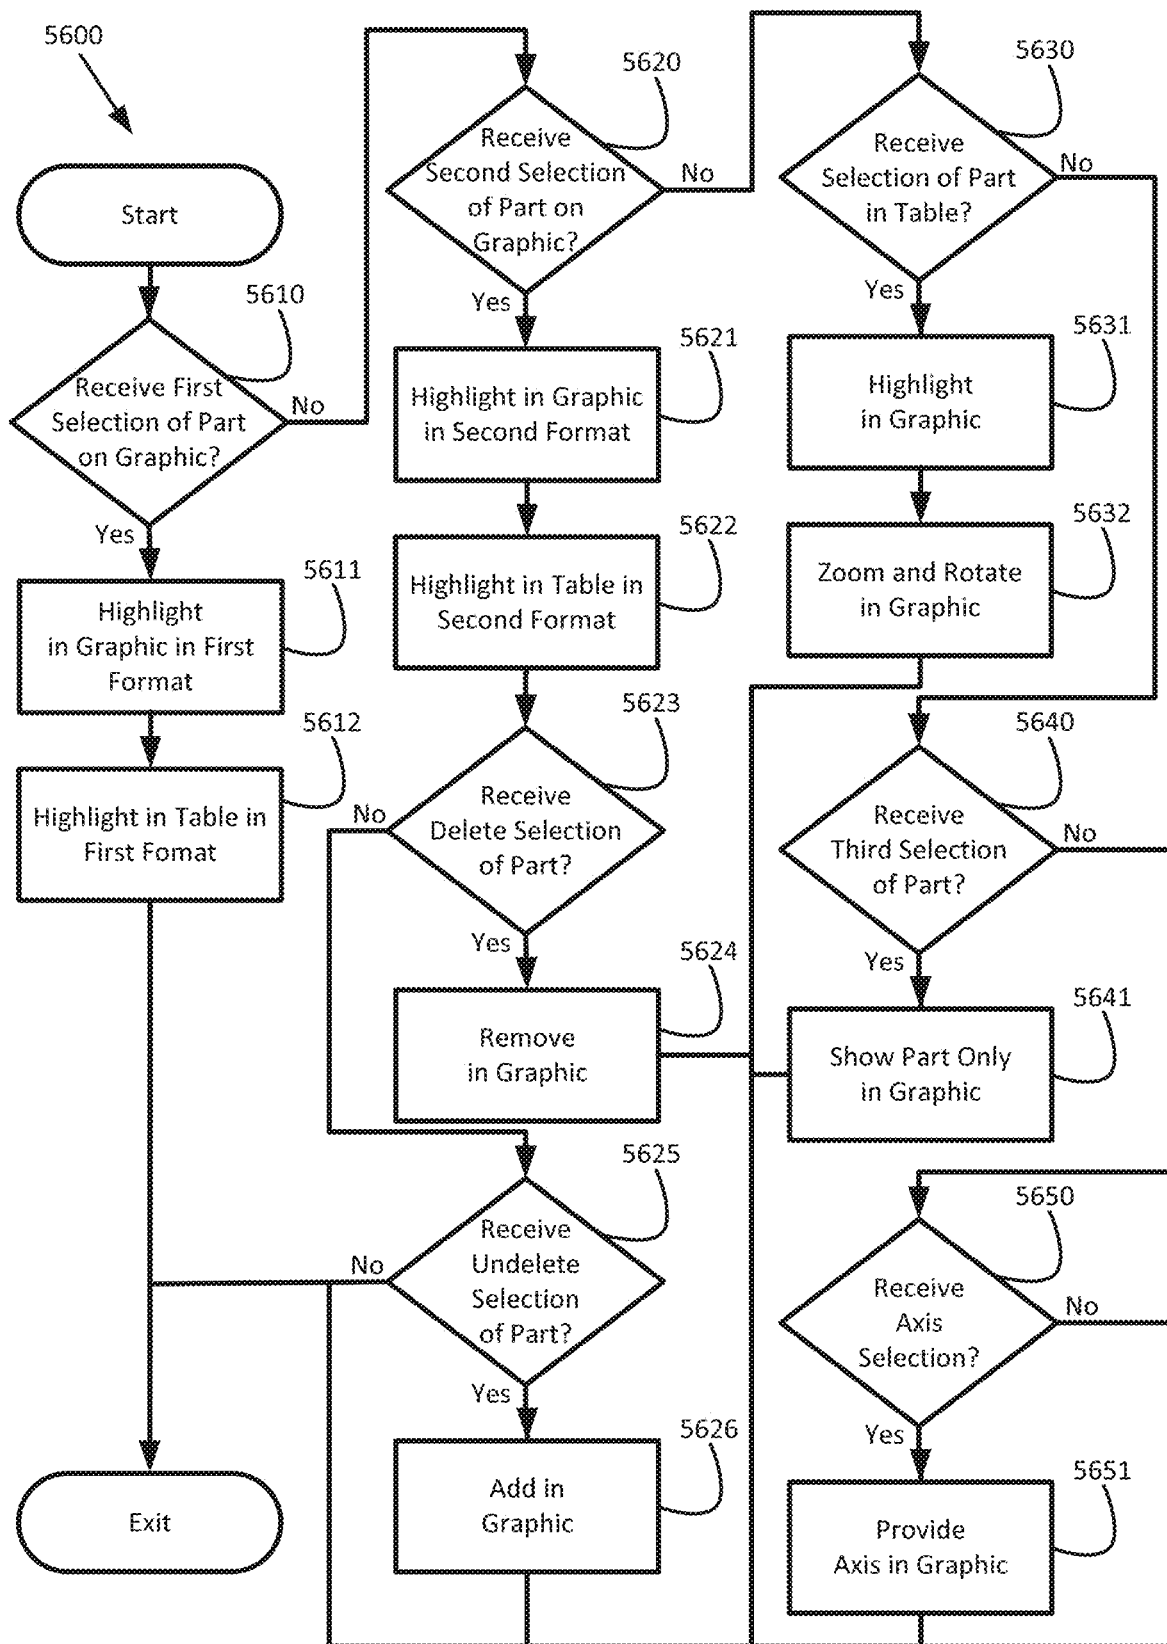 5600
Start
5610
Receive First
Selection of Part
on Graphic?
No
Yes
5611
Highlight
in Graphic in First
Format
5612
Highlight in Table in
First Fomat
Exit
5620
Receive
Second Selection
of Part on
Graphic?
No
Yes
5621
Highlight in Graphic
in Second Format
5622
Highlight in Table in
Second Format
5623
Receive
Delete Selection
of Part?
No
Yes
5624
Remove
in Graphic
5625
Receive
Undelete
Selection
of Part?
No
Yes
5626
Add in
Graphic
5630
Receive
Selection of Part
in Table?
No
Yes
5631
Highlight
in Graphic
5632
Zoom and Rotate
in Graphic
5640
Receive
Third Selection
of Part?
No
Yes
5641
Show Part Only
in Graphic
5650
Receive
Axis
Selection?
No
Yes
5651
Provide
Axis in Graphic